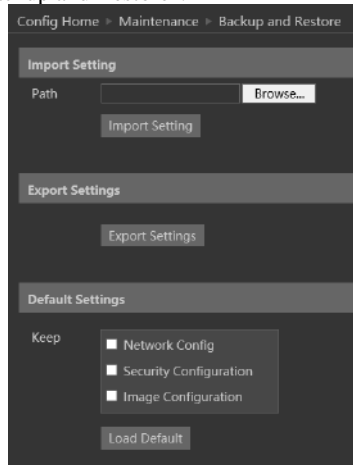 Config Home ▸ Maintenance ▸ Backup and Restore
Import Setting
Path Browse...
Import Setting
Export Settings
Export Settings
Default Settings
Keep
Network Config
Security Configuration
Image Configuration
Load Default